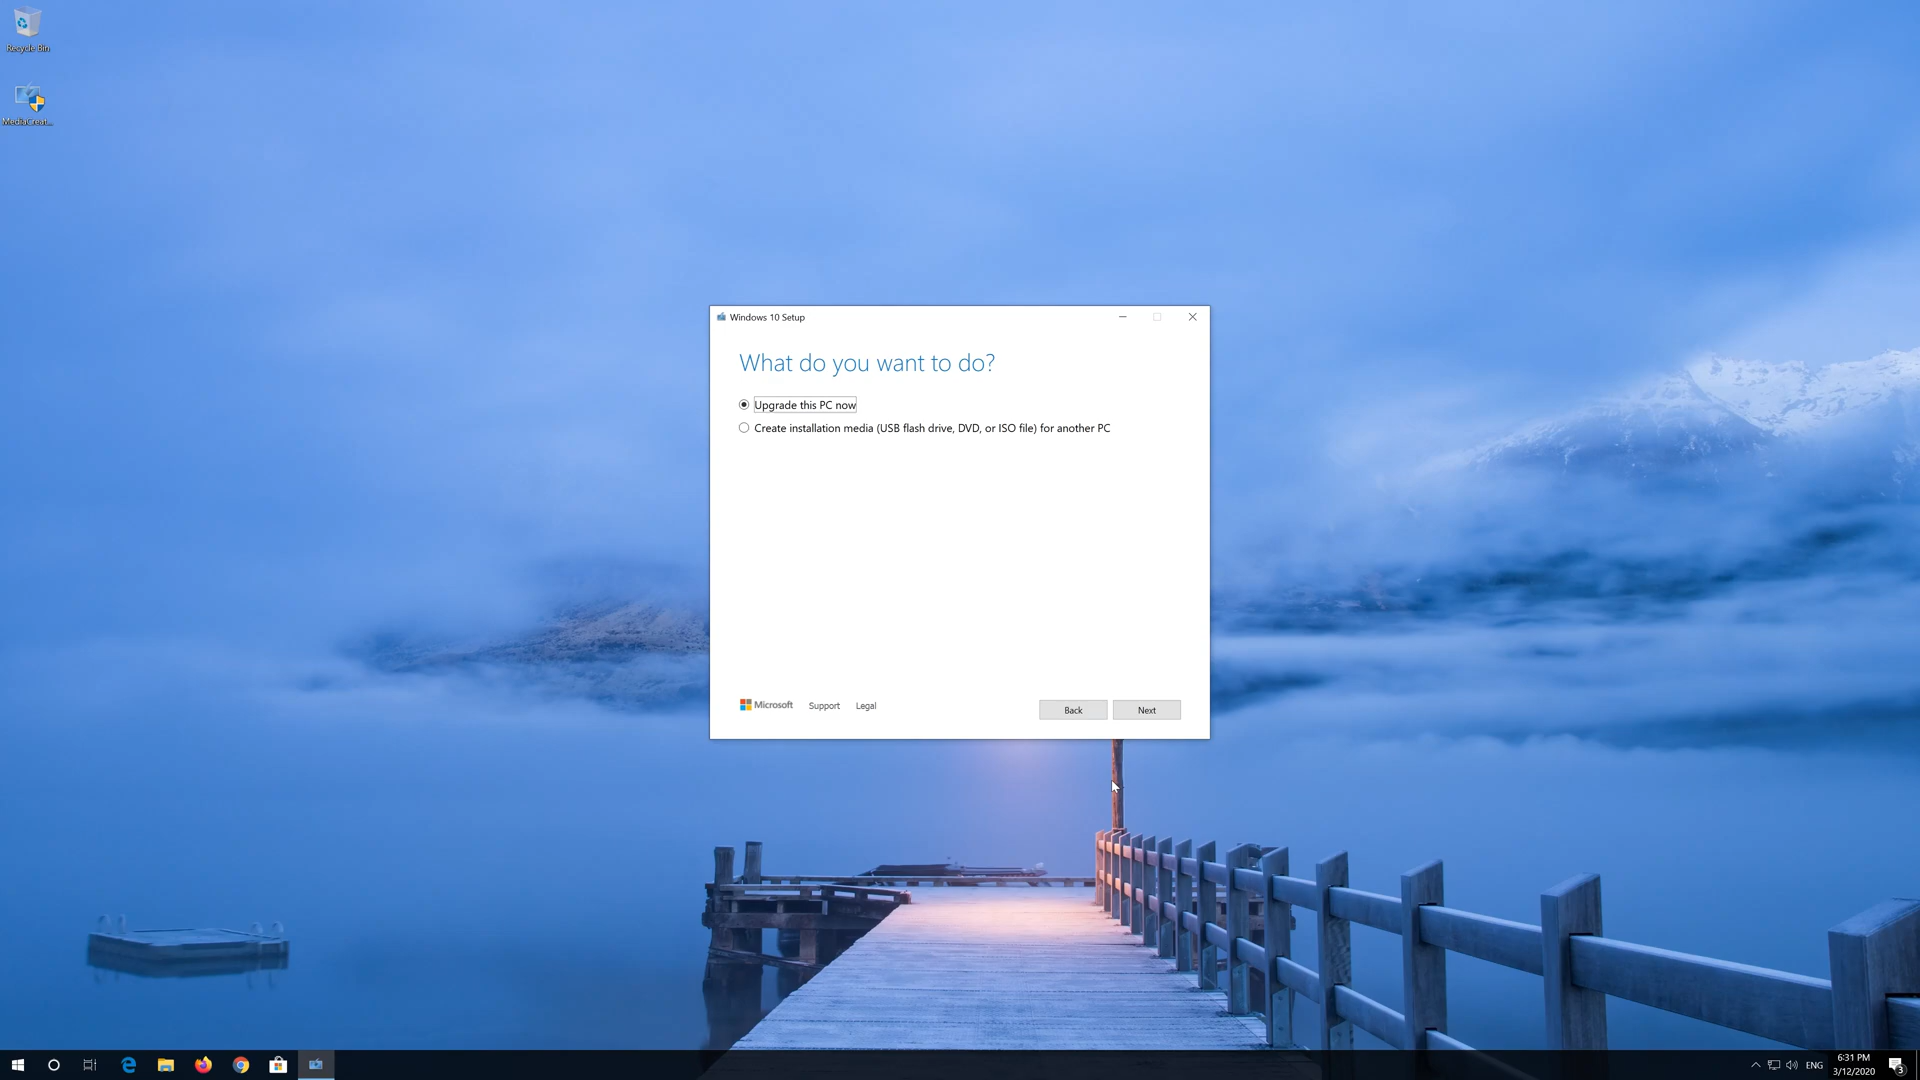 Recycle Bin
MediaCreat...
Windows 10 Setup
What do you want to do?
Upgrade this PC now
Create installation media (USB flash drive, DVD, or ISO file) for another PC
Microsoft Support Legal
Back Next
ENG
6:31 PM
3/12/2020
3